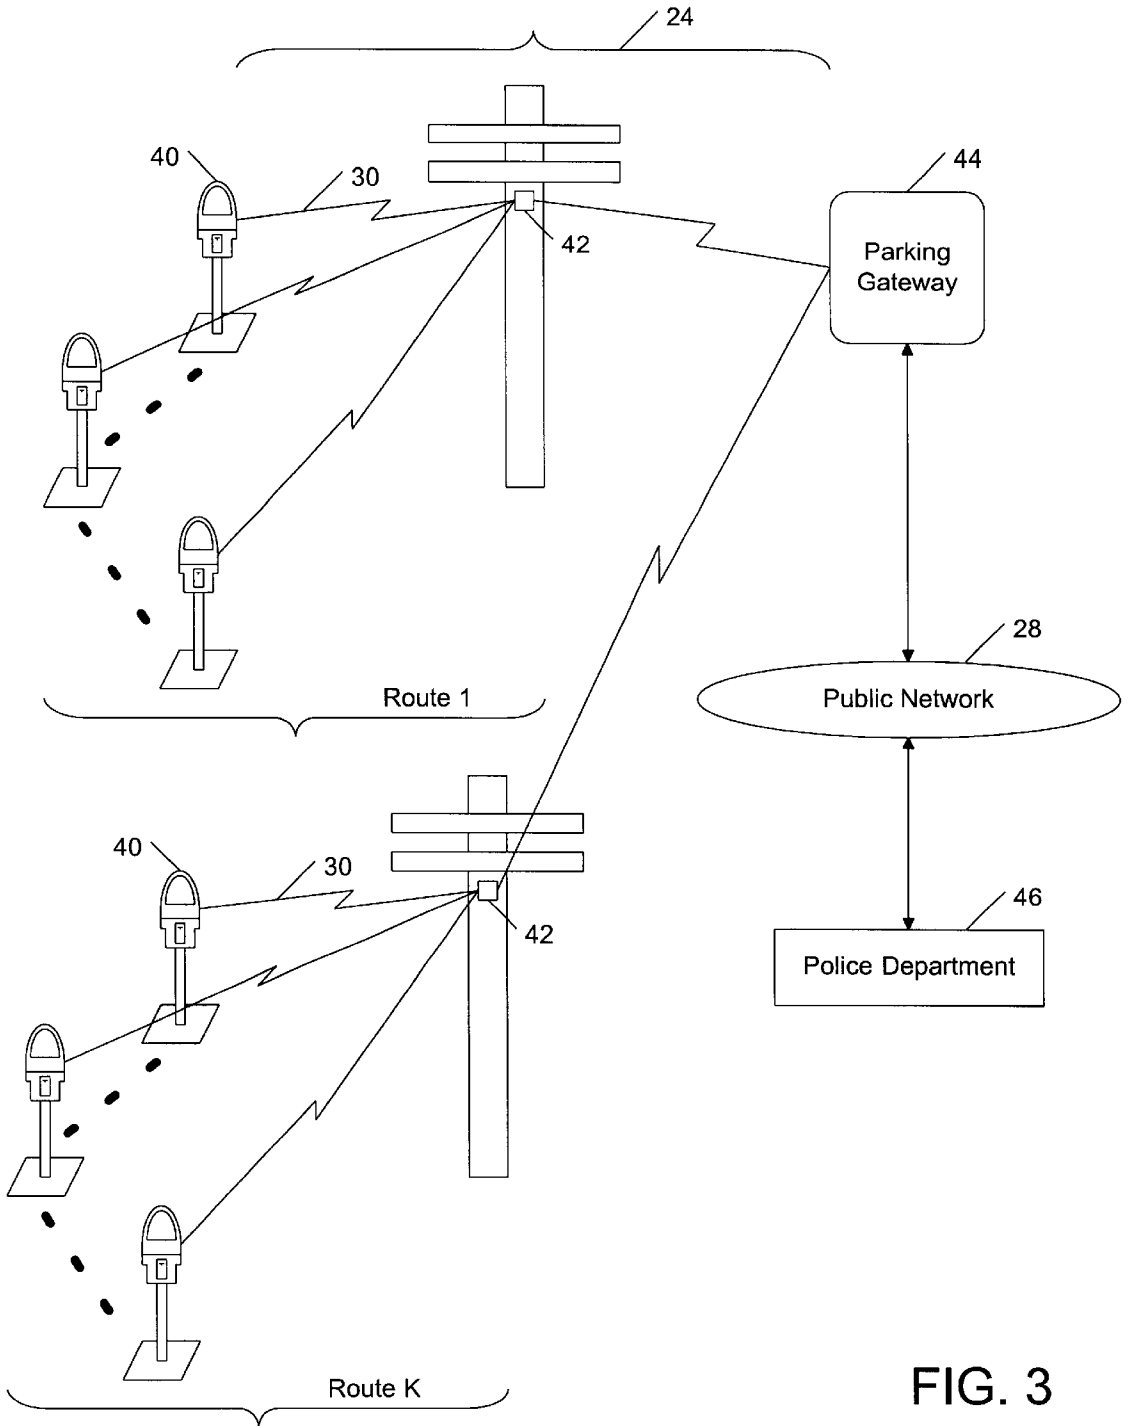 24
40
30
44
42
Parking
Gateway
28
Route 1
Public Network
40
30
42
46
Police Department
Route K
FIG. 3